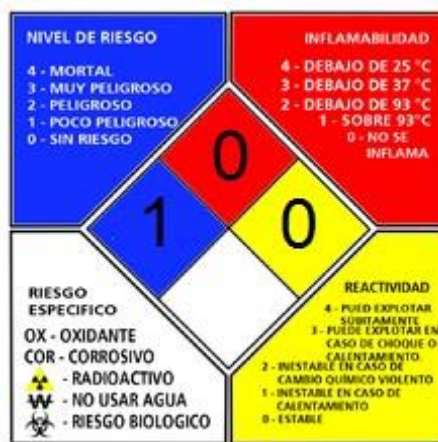 NIVEL DE RIESGO
4 - MORTAL
3 - MUY PELIGROSO
2 - PELIGROSO
1 - POCO PELIGROSO
0 - SIN RIESGO
INFLAMABILIDAD
4 - DEBAJO DE 25 °C
3 - DEBAJO DE 37 °C
2 - DEBAJO DE 93 °C
1 - SOBRE 93°C
0 - NO SE
INFLAMA
0
1
0
RIESGO
ESPECIFICO
OX - OXIDANTE
COR - CORROSIVO
- RADIOACTIVO
W - NO USAR AGUA
- RIESGO BIOLOGICO
REACTIVIDAD
4 - PUED EXPLOTAR
SÚBITAMENTE
3 - PUEDE EXPLOTAR EN
CASO DE CHOQUE O
CALENTAMIENTO.
2 - INESTABLE EN CASO DE
CAMBIO QUÍMICO VIOLENTO
1 - INESTABLE EN CASO DE
CALENTAMIENTO
0 - ESTABLE